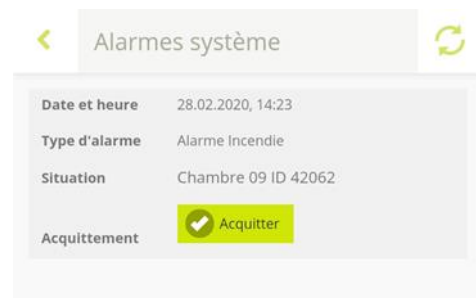 Alarmes système
Date et heure 28.02.2020, 14:23
Type d'alarme Alarme Incendie
Situation Chambre 09 ID 42062
Acquittement Acquitter